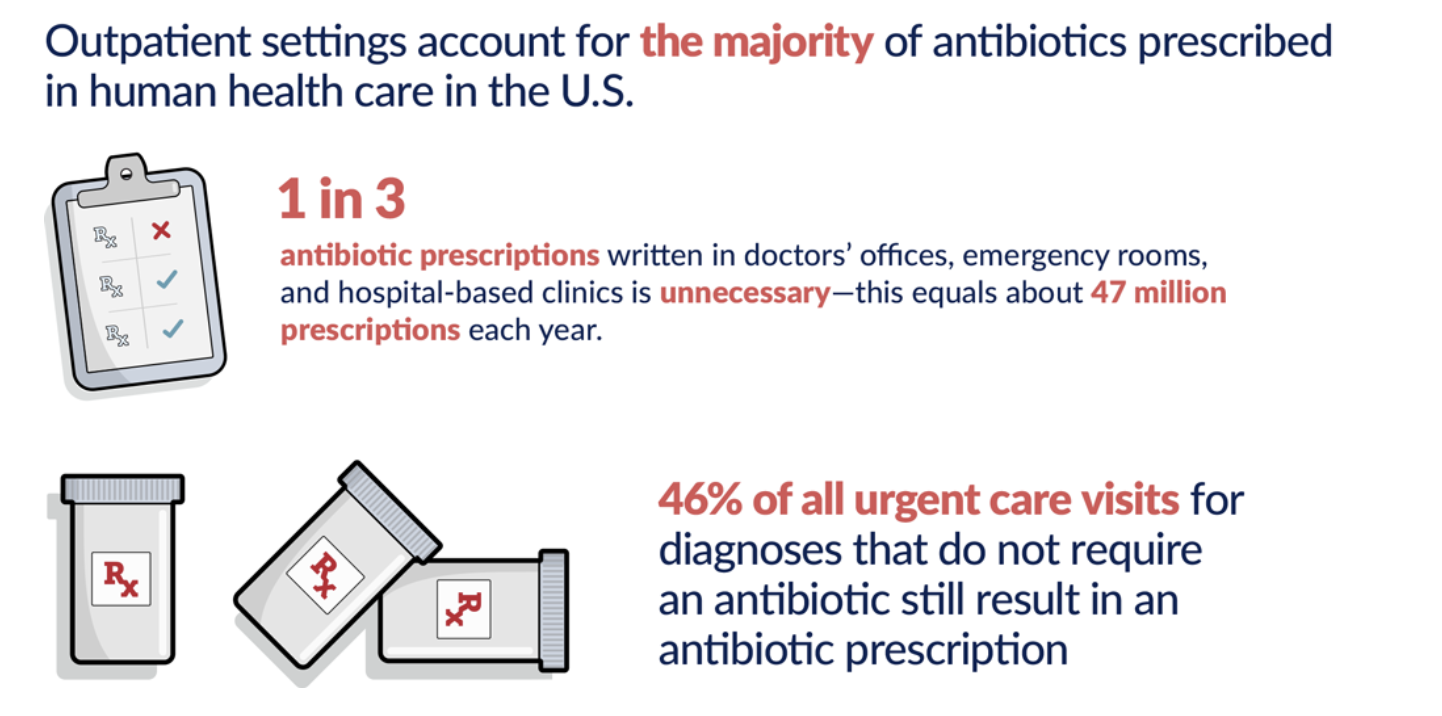 Outpatient settings account for the majority of antibiotics prescribed
in human health care in the U.S.
1 in 3
antibiotic prescriptions written in doctors’ offices, emergency rooms,
and hospital-based clinics is unnecessary—this equals about 47 million
prescriptions each year.
Rx
Rx
Rx
46% of all urgent care visits for
diagnoses that do not require
an antibiotic still result in an
antibiotic prescription
Rx
Rx
Rx